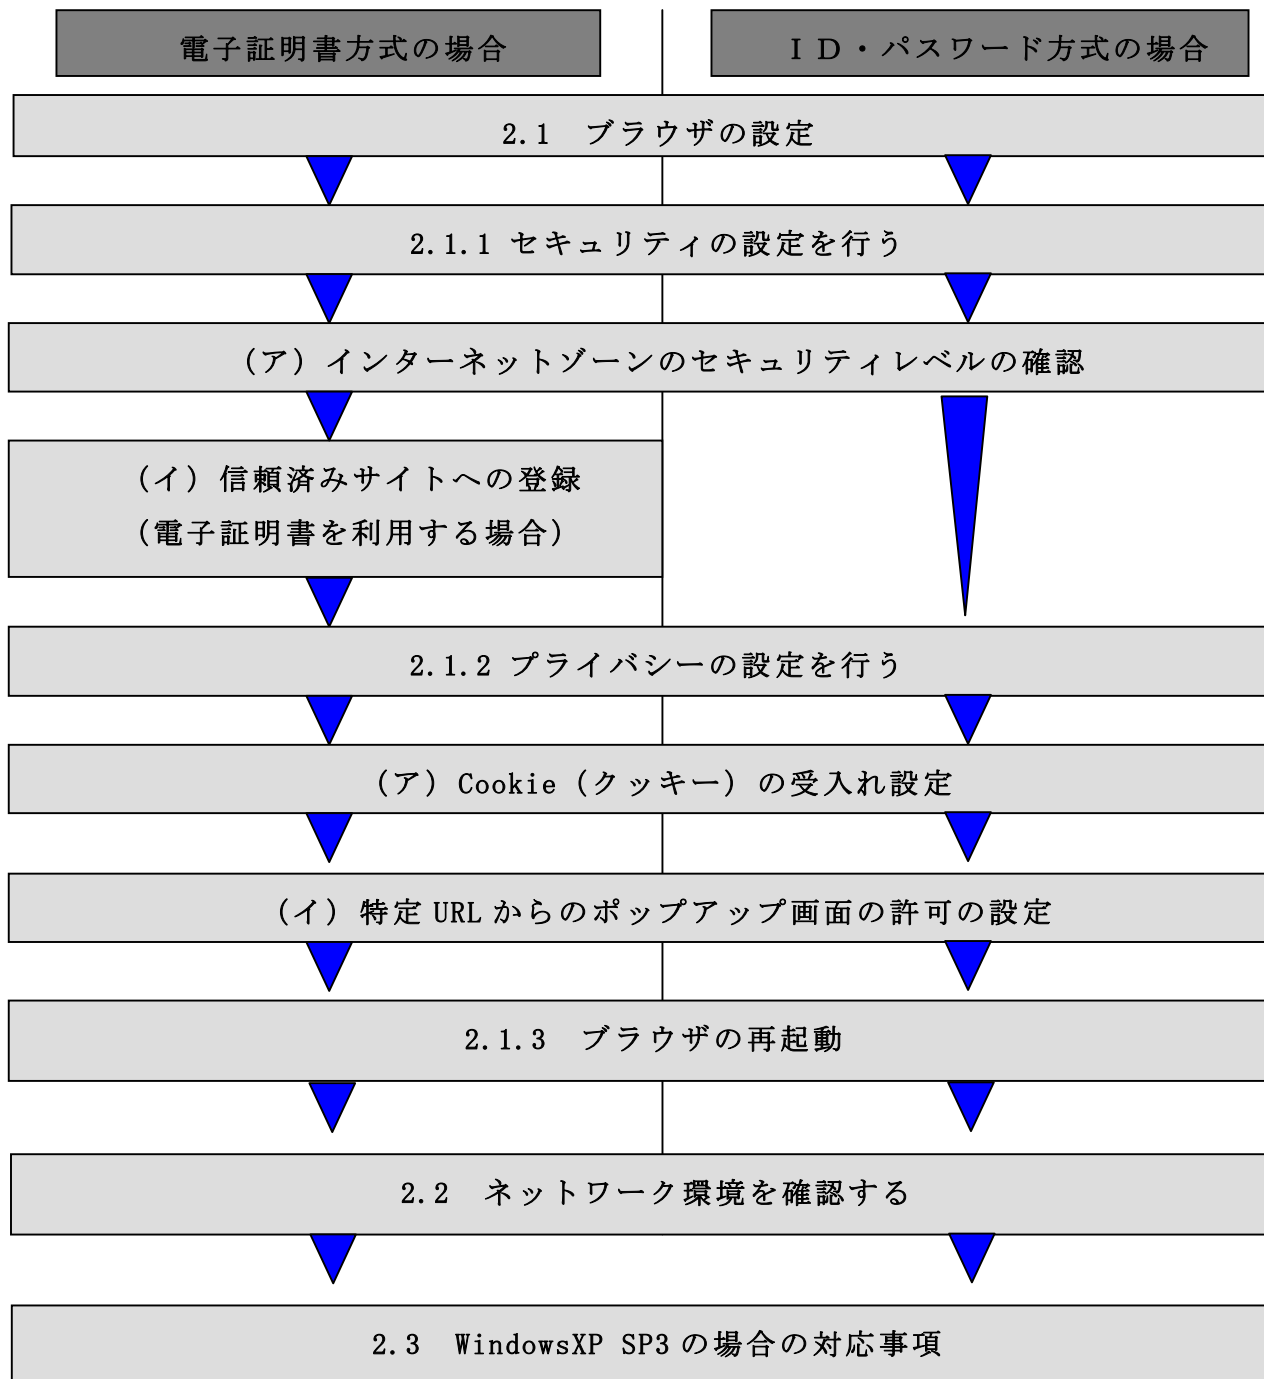 電子証明書方式の場合
ＩＤ・パスワード方式の場合
2.1　ブラウザの設定
2.1.1 セキュリティの設定を行う
（ア）インターネットゾーンのセキュリティレベルの確認
（イ）信頼済みサイトへの登録
（電子証明書を利用する場合）
2.1.2 プライバシーの設定を行う
（ア）Cookie（クッキー）の受入れ設定
（イ）特定 URL からのポップアップ画面の許可の設定
2.1.3　ブラウザの再起動
2.2　ネットワーク環境を確認する
2.3　WindowsXP SP3 の場合の対応事項